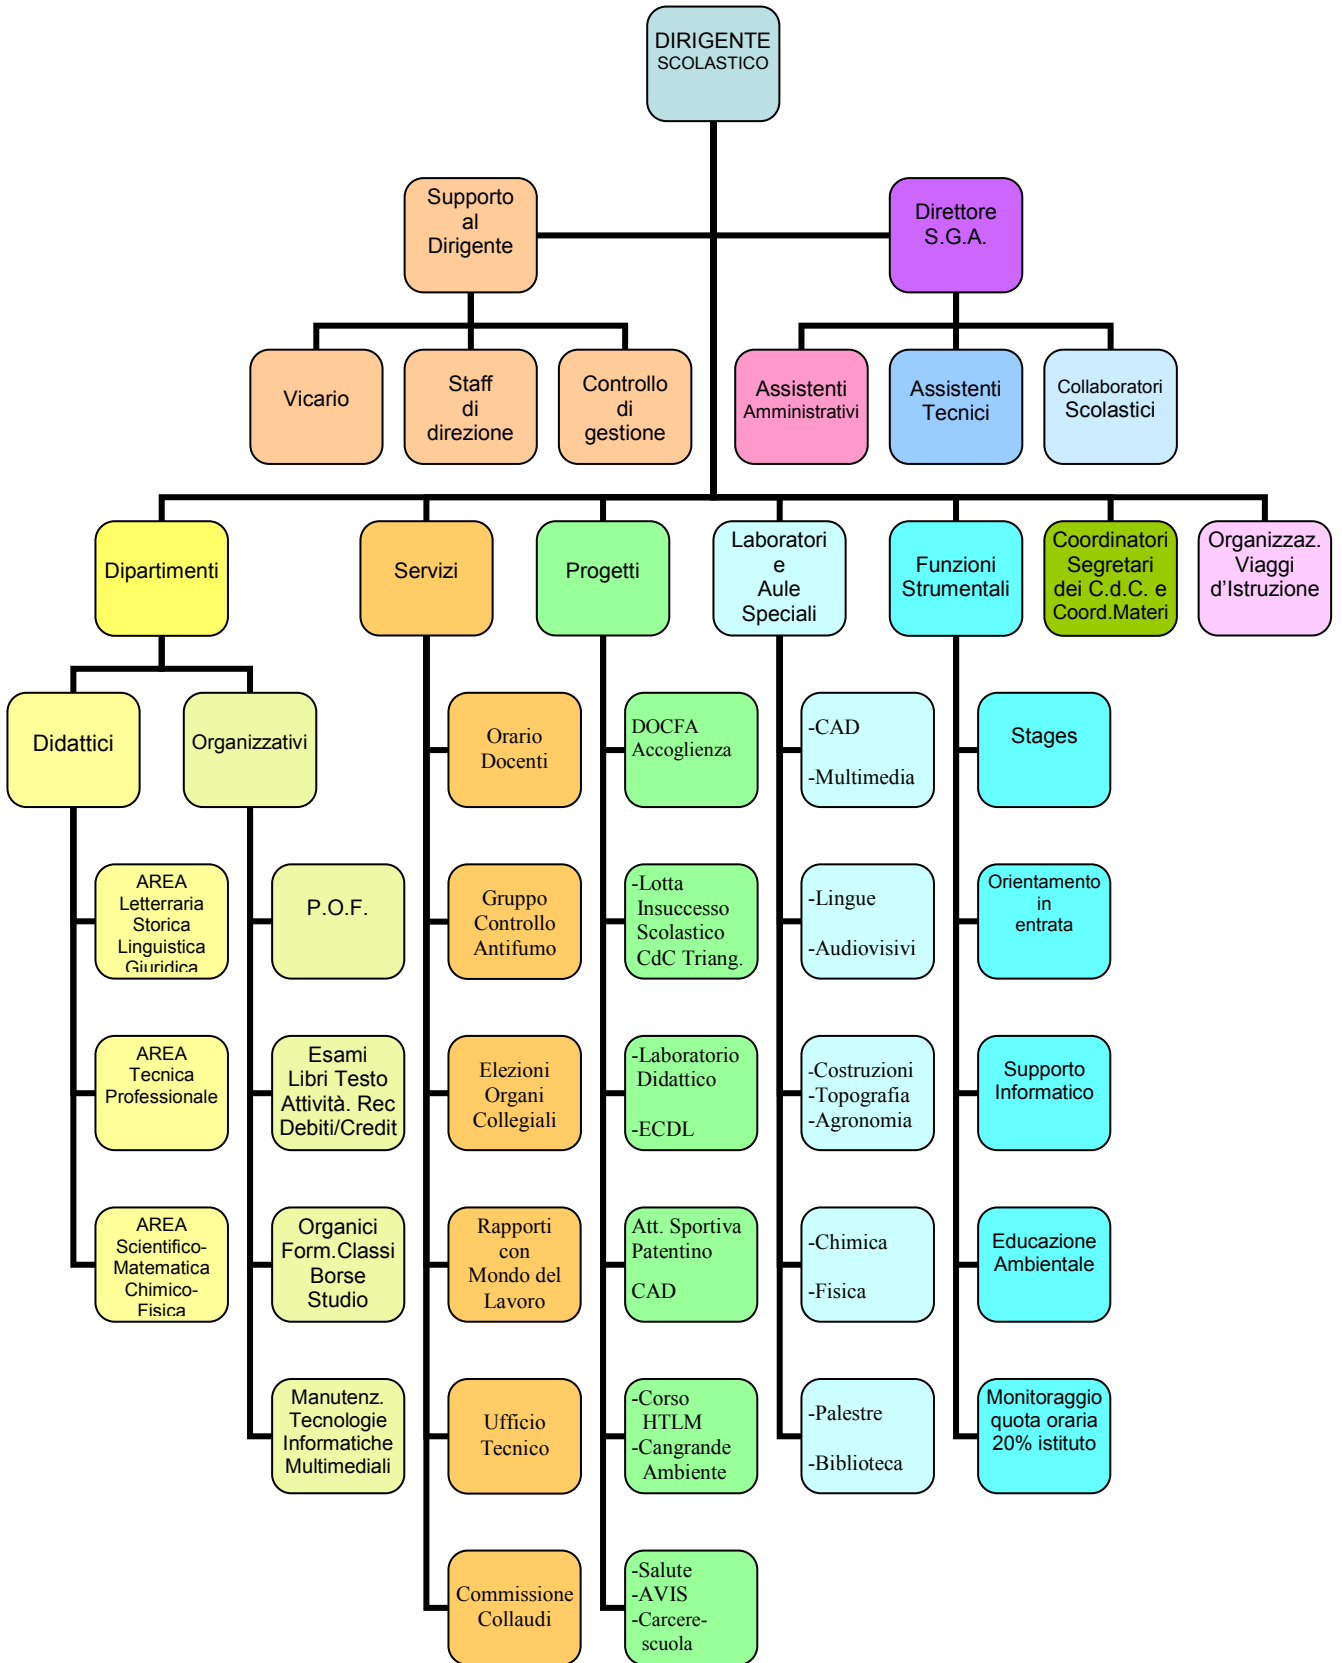 DIRIGENTE
SCOLASTICO
Supporto
al
Dirigente
Direttore
S.G.A.
Vicario
Staff
di
direzione
Controllo
di
gestione
Assistenti
Amministrativi
Assistenti
Tecnici
Collaboratori
Scolastici
Dipartimenti
Servizi
Progetti
Laboratori
e
Aule
Speciali
Funzioni
Strumentali
Coordinatori
Segretari
dei C.d.C. e
Coord.Materi
Organizzaz.
Viaggi
d’Istruzione
Didattici
Organizzativi
Orario
Docenti
DOCFA
Accoglienza
-CAD
-Multimedia
Stages
AREA
Letterraria
Storica
Linguistica
Giuridica
P.O.F.
Gruppo
Controllo
Antifumo
-Lotta
Insuccesso
Scolastico
CdC Triang.
-Lingue
-Audiovisivi
Orientamento
in
entrata
AREA
Tecnica
Professionale
Esami
Libri Testo
Attività. Rec
Debiti/Credit
Elezioni
Organi
Collegiali
-Laboratorio
Didattico
-ECDL
-Costruzioni
-Topografia
-Agronomia
Supporto
Informatico
AREA
Scientifico-
Matematica
Chimico-
Fisica
Organici
Form.Classi
Borse
Studio
Rapporti
con
Mondo del
Lavoro
Att. Sportiva
Patentino
CAD
-Chimica
-Fisica
Educazione
Ambientale
Manutenz.
Tecnologie
Informatiche
Multimediali
Ufficio
Tecnico
-Corso
HTLM
-Cangrande
Ambiente
-Palestre
-Biblioteca
Monitoraggio
quota oraria
20% istituto
Commissione
Collaudi
-Salute
-AVIS
-Carcere-
scuola